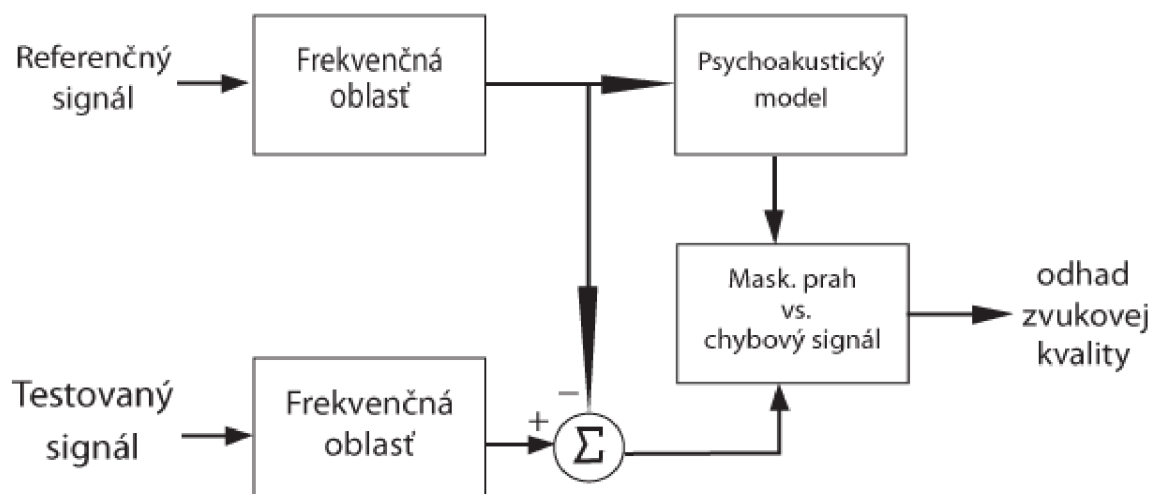 Referenčný
signál
Frekvenčná
oblasť
Psychoakustický
model
Mask. prah
vs.
chybový signál
odhad
zvukovej
kvality
Testovaný
signál
Frekvenčná
oblasť
+
−
Σ